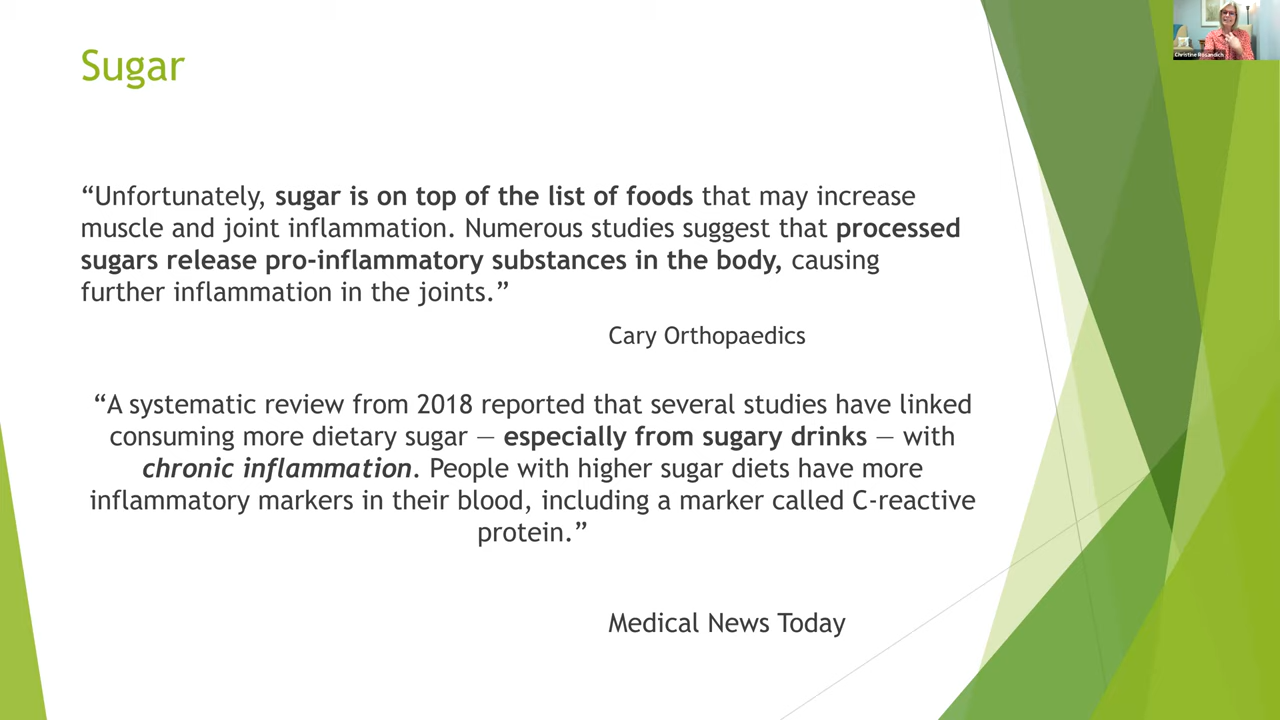 Sugar
Christine Rosandich
“Unfortunately, sugar is on top of the list of foods that may increase
muscle and joint inflammation. Numerous studies suggest that processed
sugars release pro-inflammatory substances in the body, causing
further inflammation in the joints.”
Cary Orthopaedics
“A systematic review from 2018 reported that several studies have linked
consuming more dietary sugar — especially from sugary drinks — with
chronic inflammation. People with higher sugar diets have more
inflammatory markers in their blood, including a marker called C-reactive
protein.”
Medical News Today